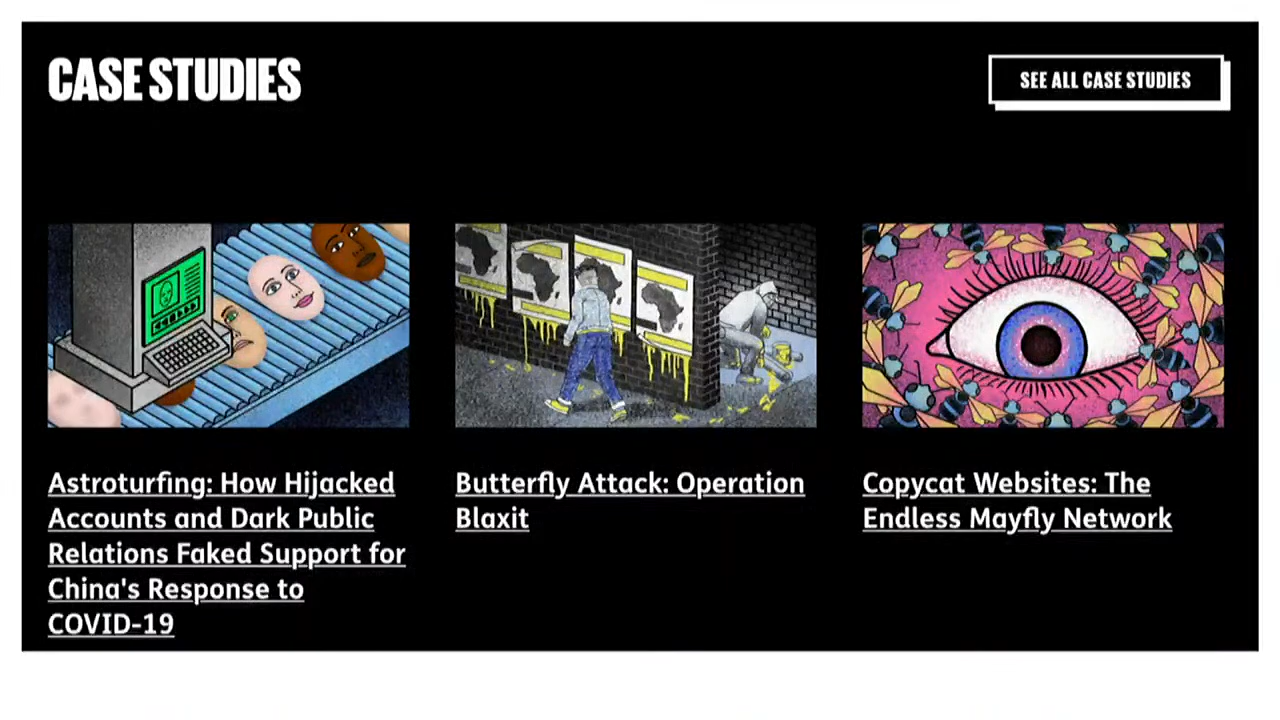 CASE STUDIES
SEE ALL CASE STUDIES
Astroturfing: How Hijacked
Accounts and Dark Public
Relations Faked Support for
China's Response to
COVID-19
Butterfly Attack: Operation
Blaxit
Copycat Websites: The
Endless Mayfly Network